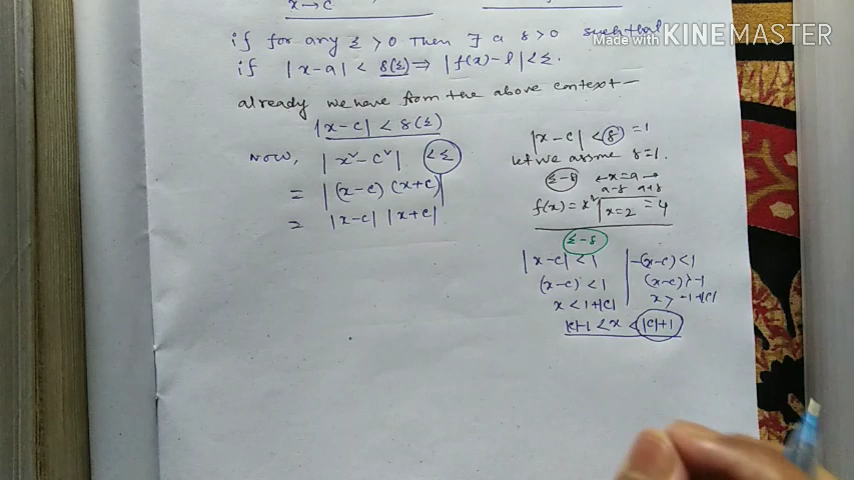 x→c
if for any Σ > 0 Then ∃ a δ > 0 such that
Made with KINEMASTER
if |x-a| < δ(Σ) ⇒ |f(x) - l| < Σ.
already we have from the above context—
|x-c| < δ(Σ)
Now, |x² - c²| < Σ
= |(x-c) (x+c)|
= |x-c| |x+c|
|x-c| < δ = 1
let we assume δ=1.
Σ-δ ←x=a→
a-δ a+δ
f(x) = x² | x=2 = 4
Σ-δ
|x-c| < 1 | -(x-c) < 1
(x-c) < 1 (x-c) > -1
x < 1+|c| x > -1+|c|
|c|-1 < x < |c|+1